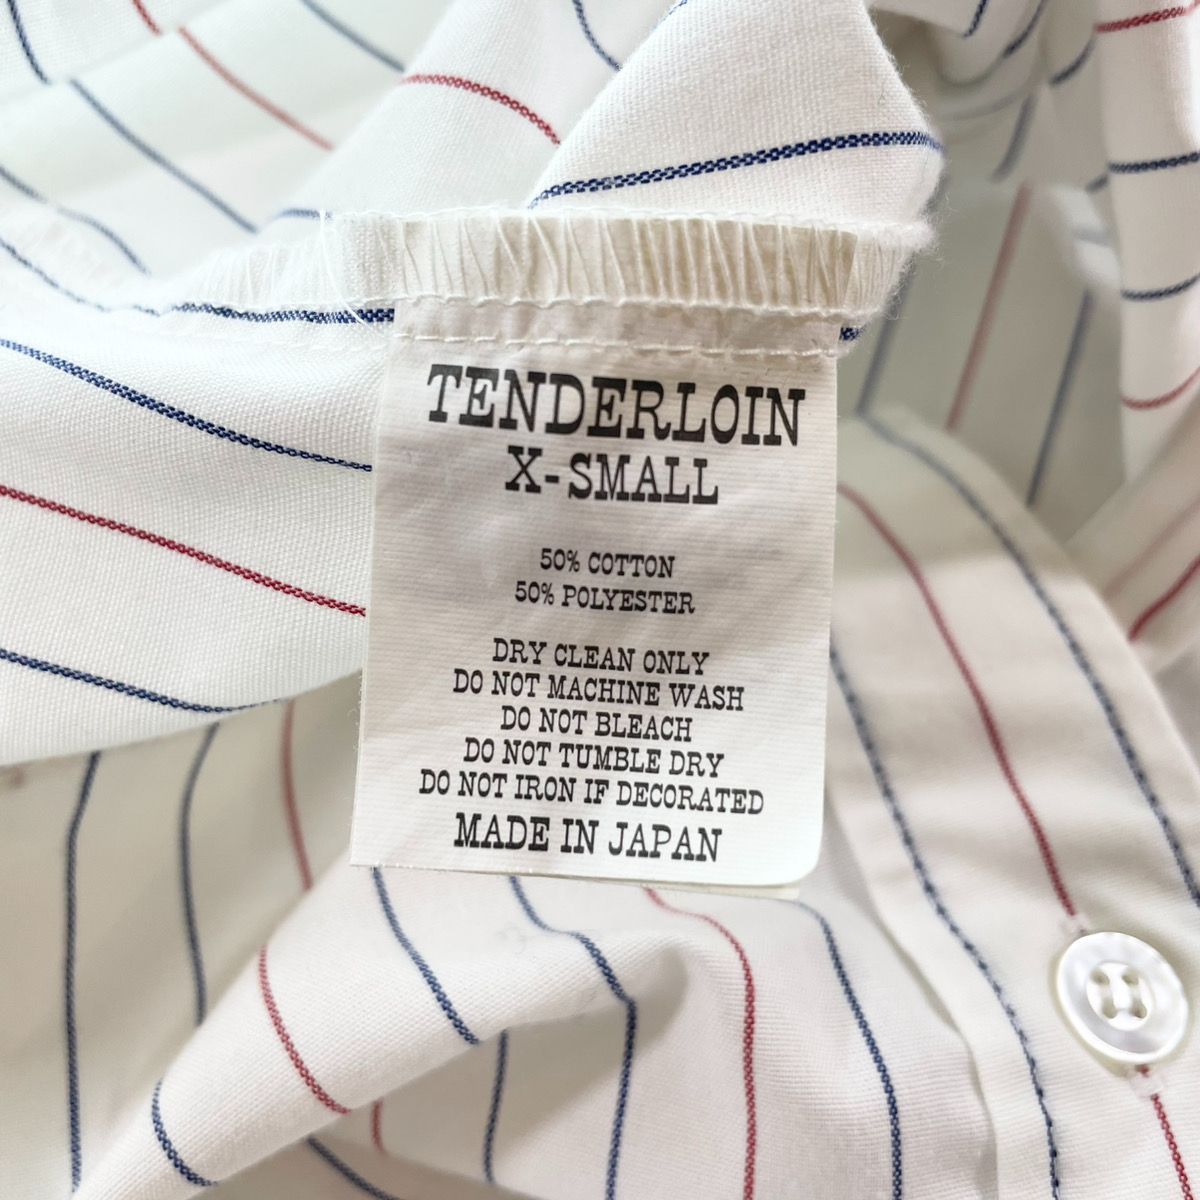 TENDERLOIN
X-SMALL
50% COTTON
50% POLYESTER
DRY CLEAN ONLY
DO NOT MACHINE WASH
DO NOT BLEACH
DO NOT TUMBLE DRY
DO NOT IRON IF DECORATED
MADE IN JAPAN